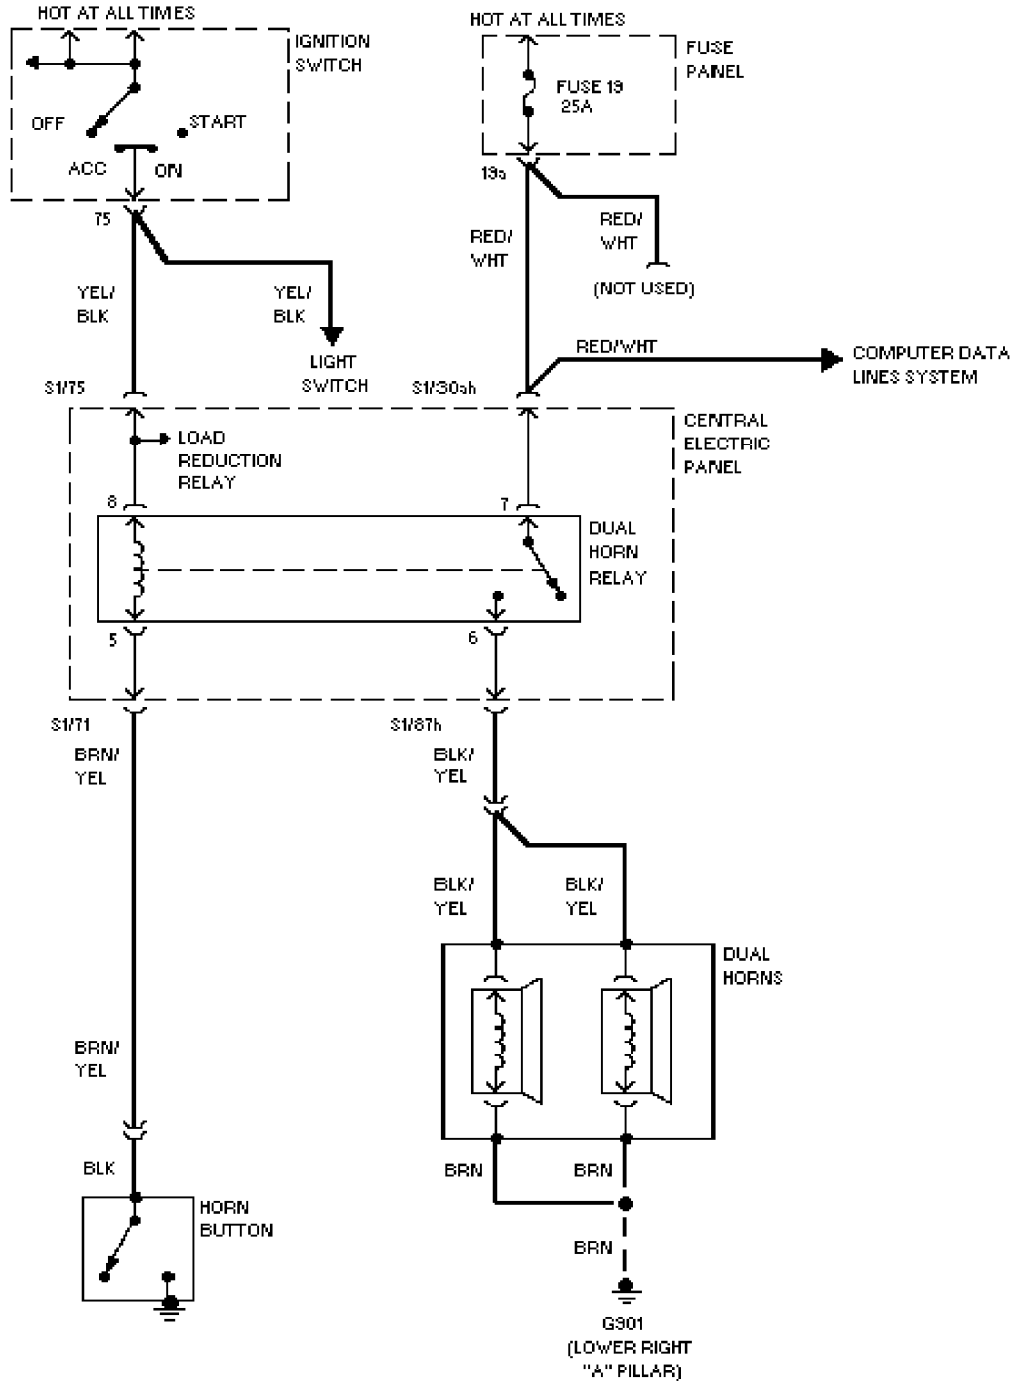 HOT AT ALL TIMES
IGNITION
SWITCH
OFF
START
ACC
ON
75
YEL/
BLK
YEL/
BLK
LIGHT
SWITCH
HOT AT ALL TIMES
FUSE
PANEL
FUSE 19
25A
19a
RED/
WHT
RED/
WHT
(NOT USED)
RED/WHT
COMPUTER DATA
LINES SYSTEM
S1/75
S1/30ah
CENTRAL
ELECTRIC
PANEL
LOAD
REDUCTION
RELAY
8
7
DUAL
HORN
RELAY
5
6
S1/71
S1/87h
BRN/
YEL
BLK/
YEL
BLK/
YEL
BLK/
YEL
DUAL
HORNS
BRN/
YEL
BLK
HORN
BUTTON
BRN
BRN
BRN
G901
(LOWER RIGHT
"A" PILLAR)